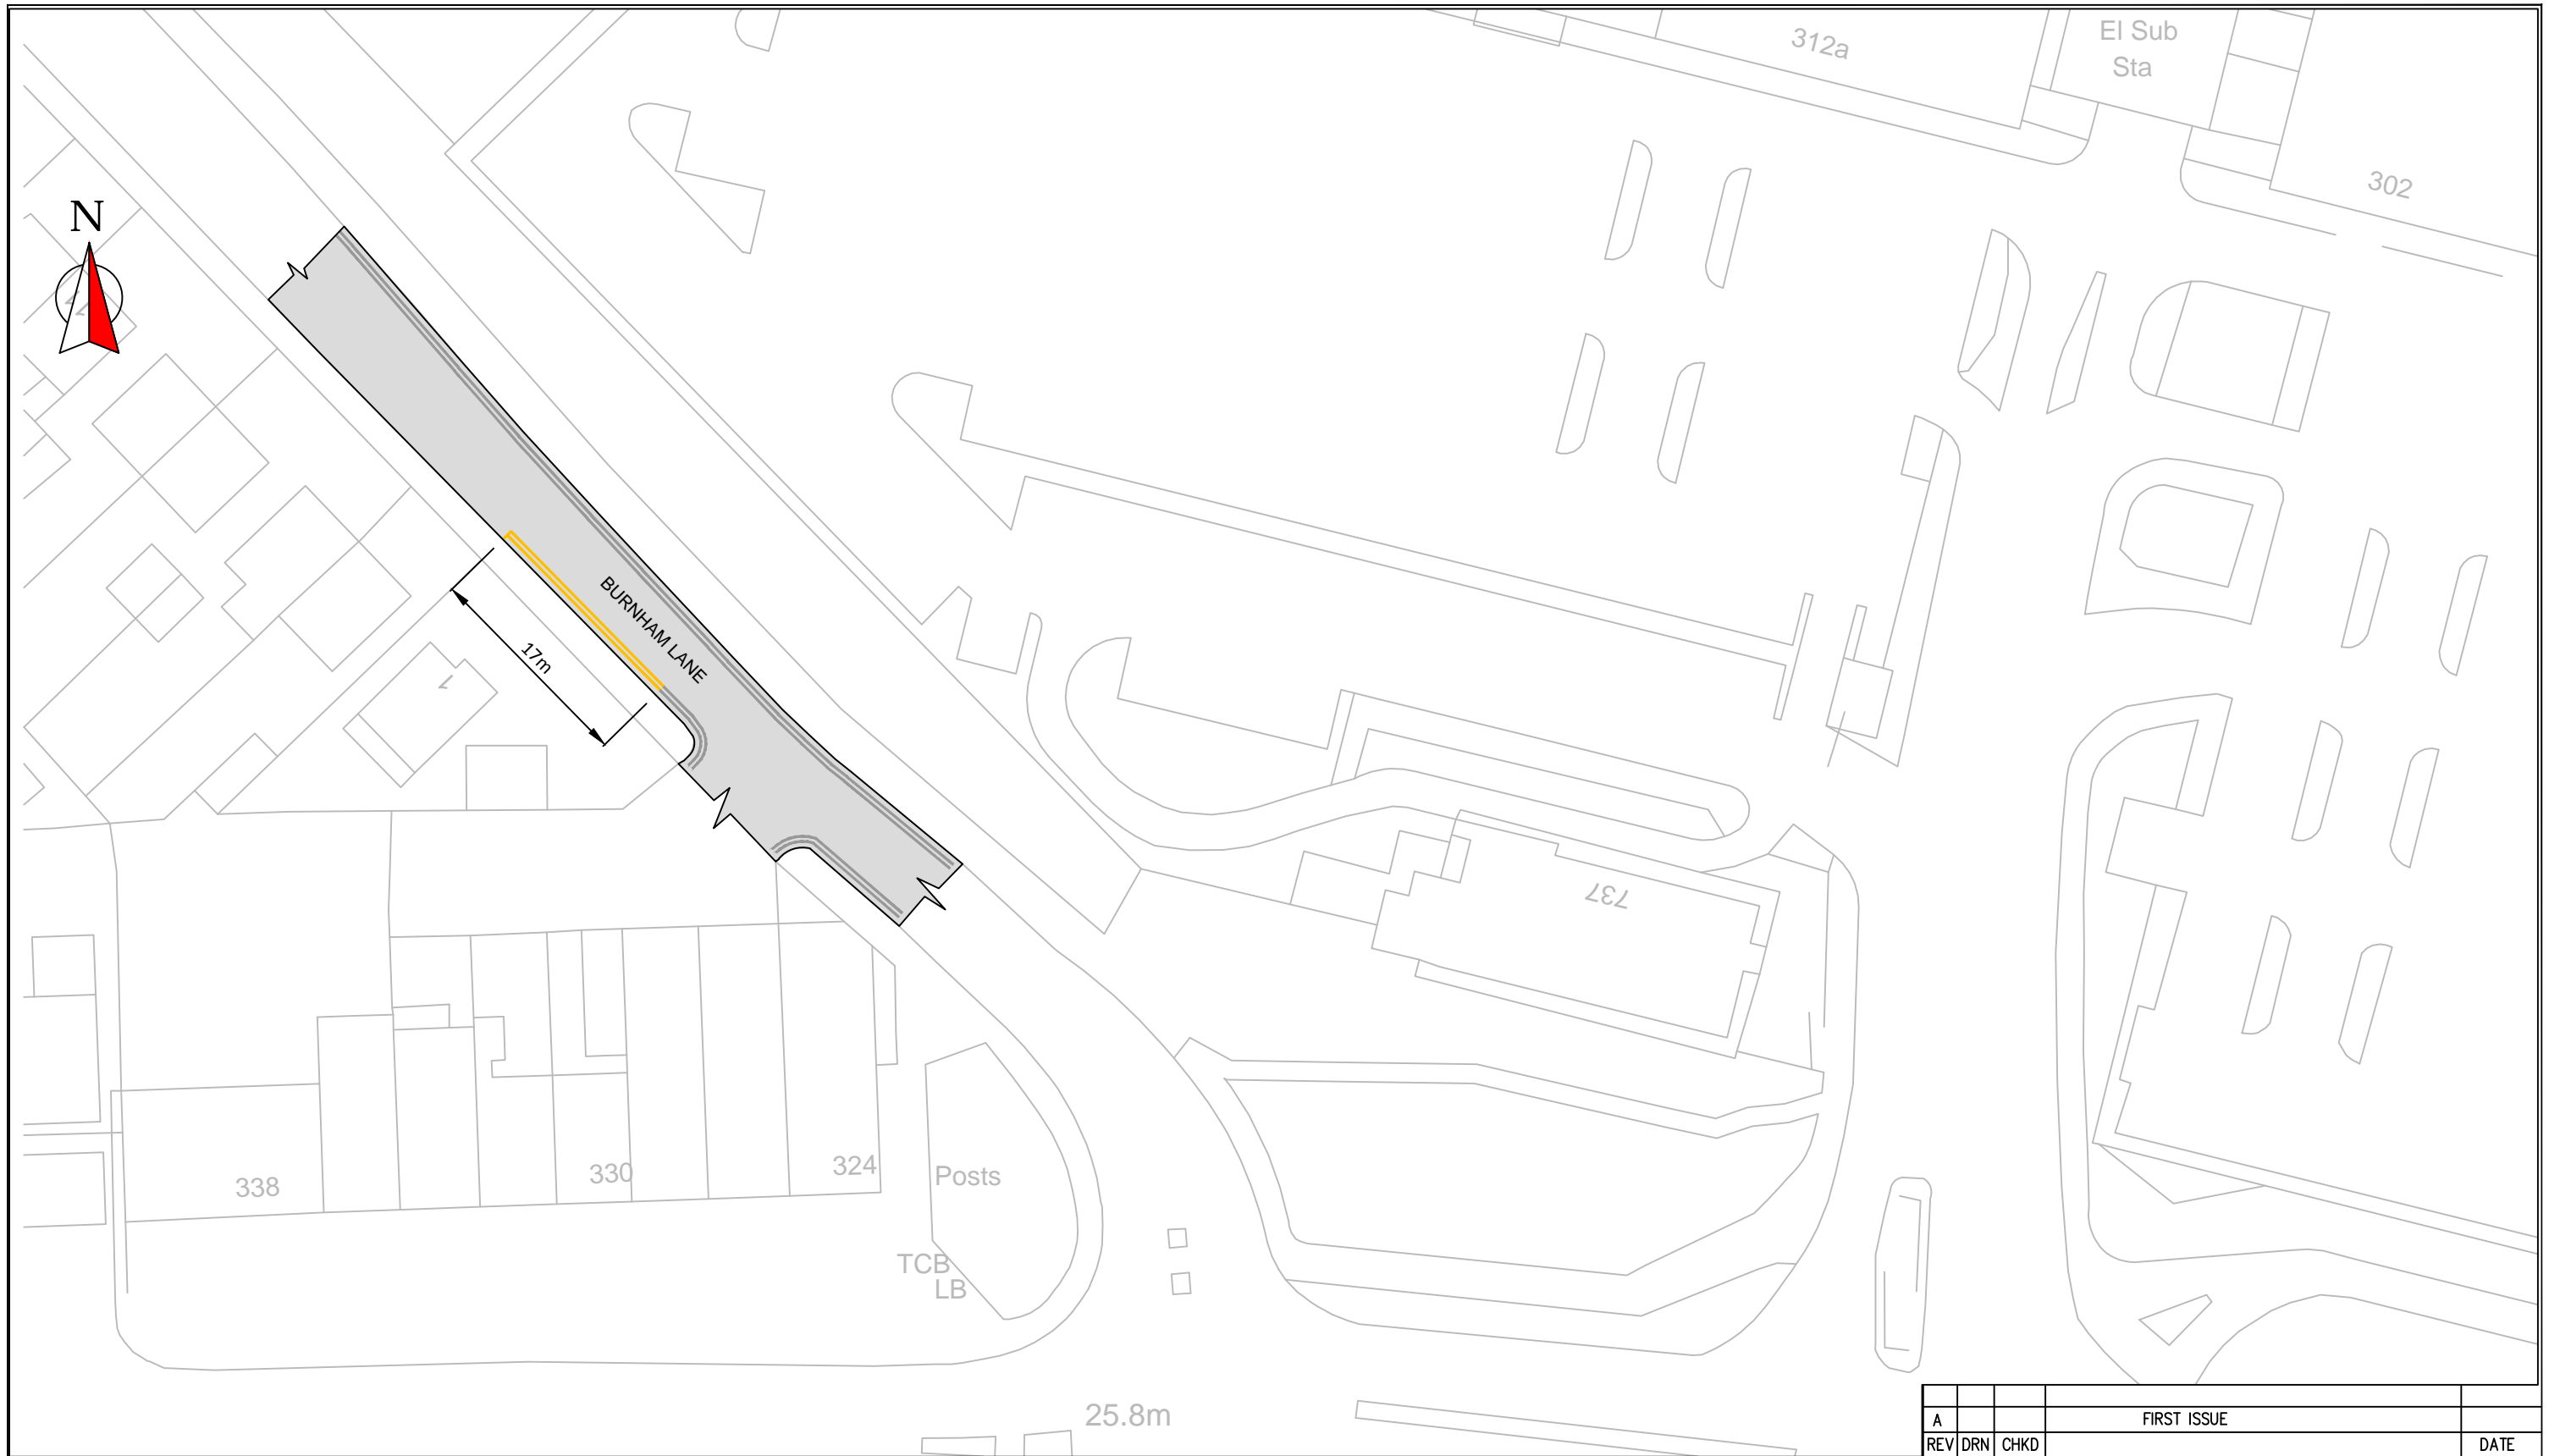 312a
El Sub
Sta
302
N
BURNHAM LANE
17m
1
737
338
330
324
Posts
TCB
LB
25.8m
A FIRST ISSUE
REV DRN CHKD DATE